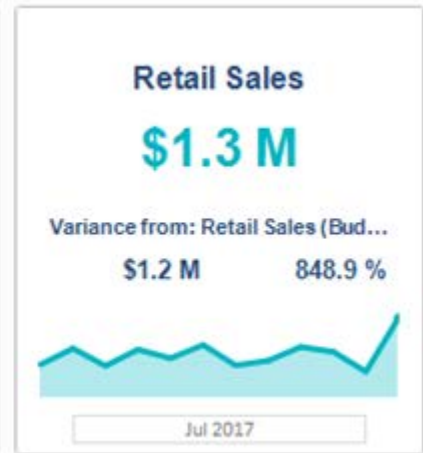 Retail Sales
$1.3 M
Variance from: Retail Sales (Bud...
$1.2 M 848.9 %
Jul 2017